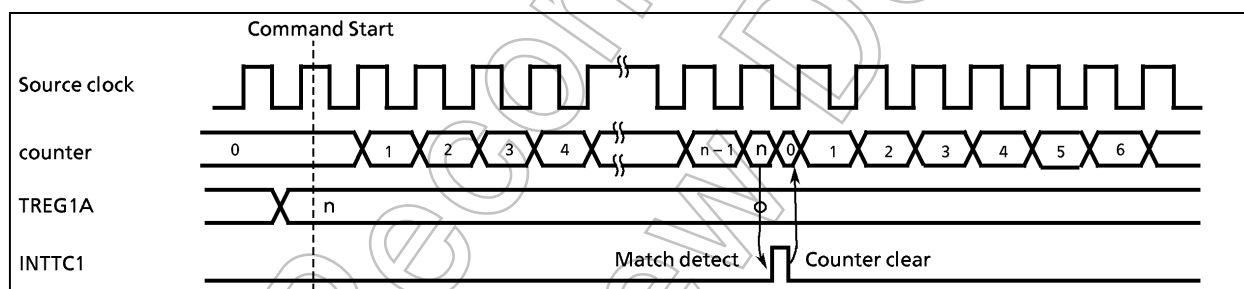 Command Start
Source clock
counter 0 1 2 3 4 n – 1 n 0 1 2 3 4 5 6
TREG1A n
INTTC1 Match detect Counter clear